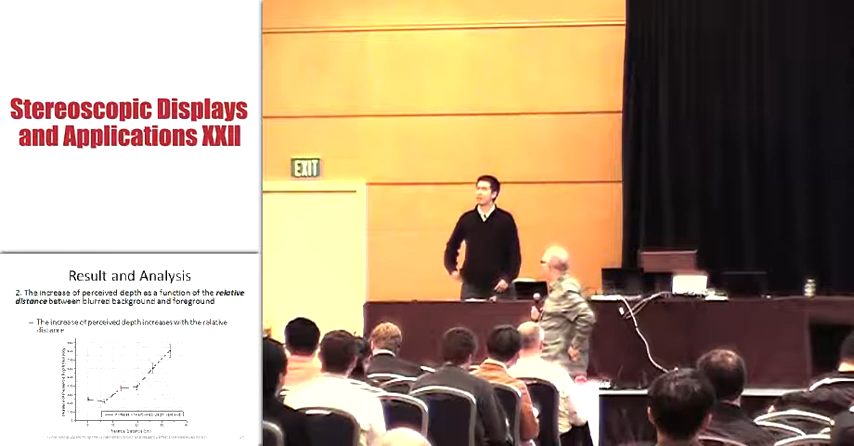 Stereoscopic Displays
and Applications XXII
EXIT
Result and Analysis
2. The increase of perceived depth as a function of the relative
distance between blurred background and foreground
– The increase of perceived depth increases with the relative
distance